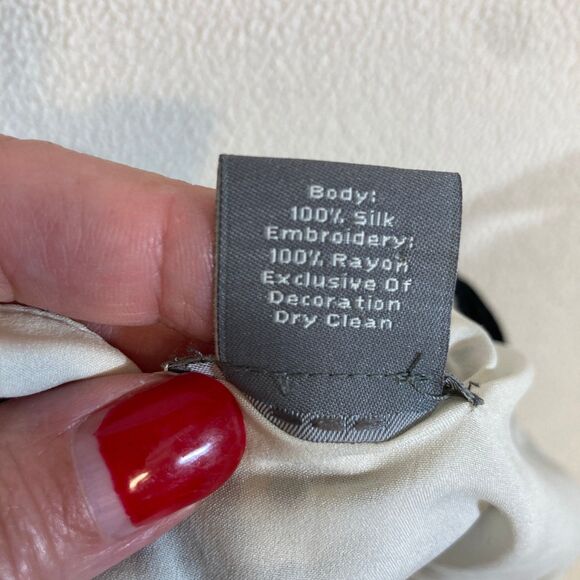 Body:
100% Silk
Embroidery:
100% Rayon
Exclusive Of
Decoration
Dry Clean